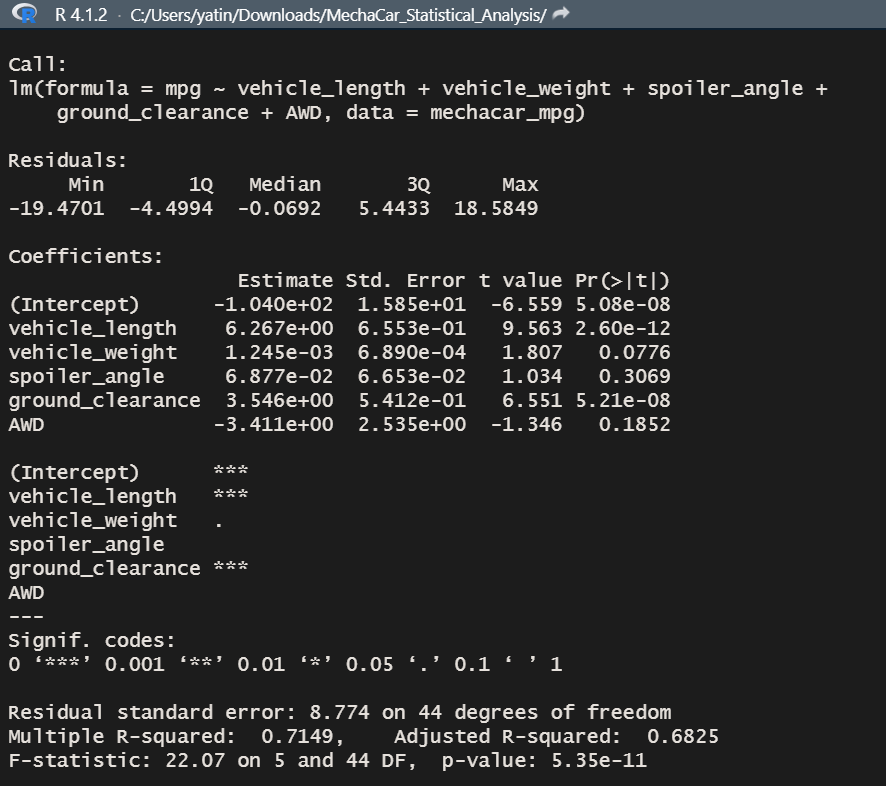 R R 4.1.2 · C:/Users/yatin/Downloads/MechaCar_Statistical_Analysis/
Call:
lm(formula = mpg ~ vehicle_length + vehicle_weight + spoiler_angle +
    ground_clearance + AWD, data = mechacar_mpg)
Residuals:
     Min       1Q   Median       3Q      Max
-19.4701  -4.4994  -0.0692   5.4433  18.5849
Coefficients:
                   Estimate Std. Error t value Pr(>|t|)
(Intercept)      -1.040e+02  1.585e+01  -6.559 5.08e-08
vehicle_length    6.267e+00  6.553e-01   9.563 2.60e-12
vehicle_weight    1.245e-03  6.890e-04   1.807   0.0776
spoiler_angle     6.877e-02  6.653e-02   1.034   0.3069
ground_clearance  3.546e+00  5.412e-01   6.551 5.21e-08
AWD              -3.411e+00  2.535e+00  -1.346   0.1852
(Intercept)      ***
vehicle_length   ***
vehicle_weight   .
spoiler_angle
ground_clearance ***
AWD
---
Signif. codes:
0 ‘***’ 0.001 ‘**’ 0.01 ‘*’ 0.05 ‘.’ 0.1 ‘ ’ 1
Residual standard error: 8.774 on 44 degrees of freedom
Multiple R-squared:  0.7149,    Adjusted R-squared:  0.6825
F-statistic: 22.07 on 5 and 44 DF,  p-value: 5.35e-11